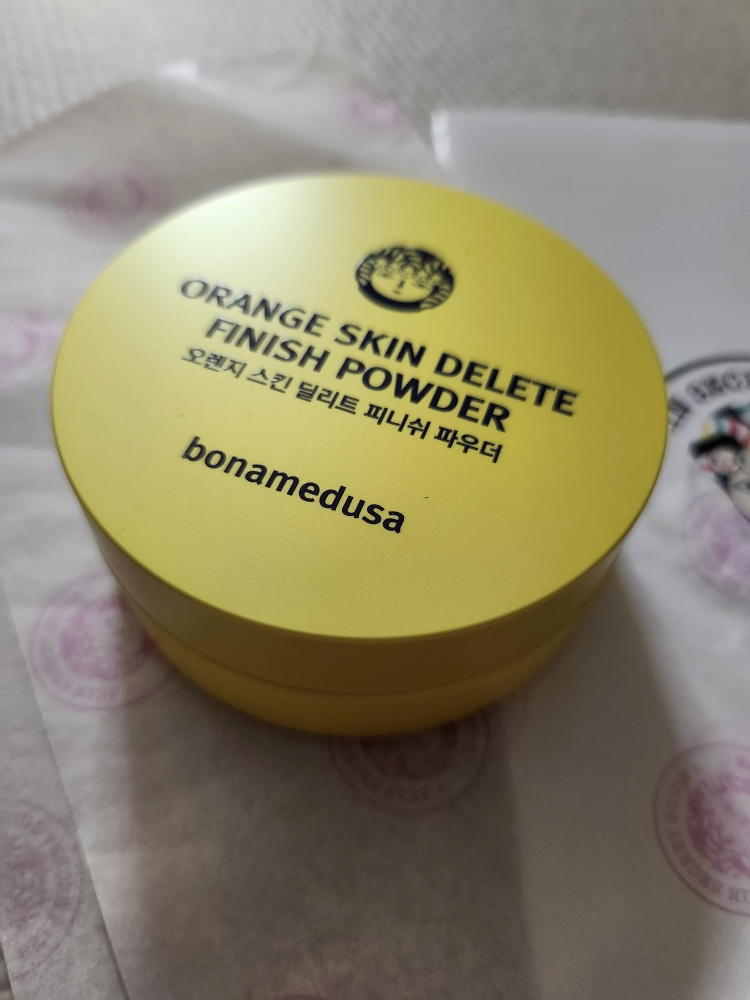 ORANGE SKIN DELETE
FINISH POWDER
오렌지 스킨 딜리트 피니쉬 파우더
bonamedusa